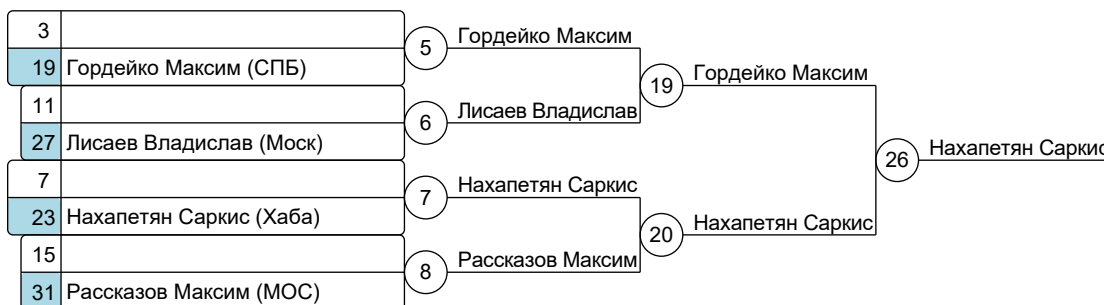 3
19 Гордейко Максим (СПБ)
5
Гордейко Максим
11
27 Лисаев Владислав (Моск)
6
Лисаев Владислав
19
Гордейко Максим
7
23 Нахапетян Саркис (Хаба)
7
Нахапетян Саркис
15
31 Рассказов Максим (МОС)
8
Рассказов Максим
20
Нахапетян Саркис
26
Нахапетян Саркис